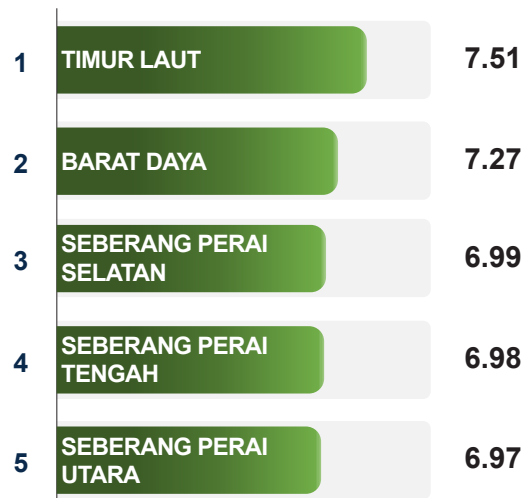 1 TIMUR LAUT 7.51
2 BARAT DAYA 7.27
3 SEBERANG PERAI
SELATAN 6.99
4 SEBERANG PERAI
TENGAH 6.98
5 SEBERANG PERAI
UTARA 6.97